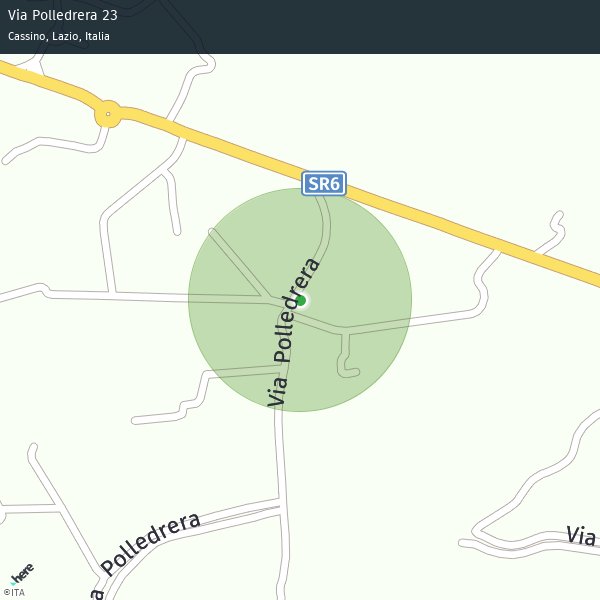 Via Polledrera 23
Cassino, Lazio, Italia
SR6
Via Polledrera
Polledrera
Via
here
©ITA